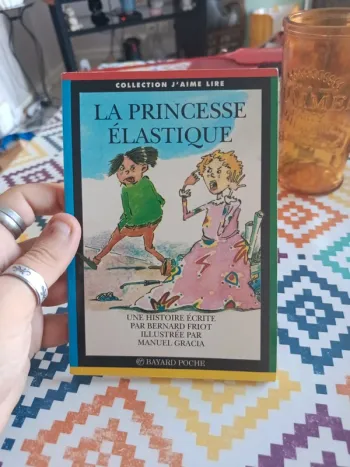 COLLECTION J'AIME LIRE
LA PRINCESSE
ÉLASTIQUE
UNE HISTOIRE ÉCRITE
PAR BERNARD FRIOT
ILLUSTRÉE PAR
MANUEL GRACIA
BAYARD POCHE